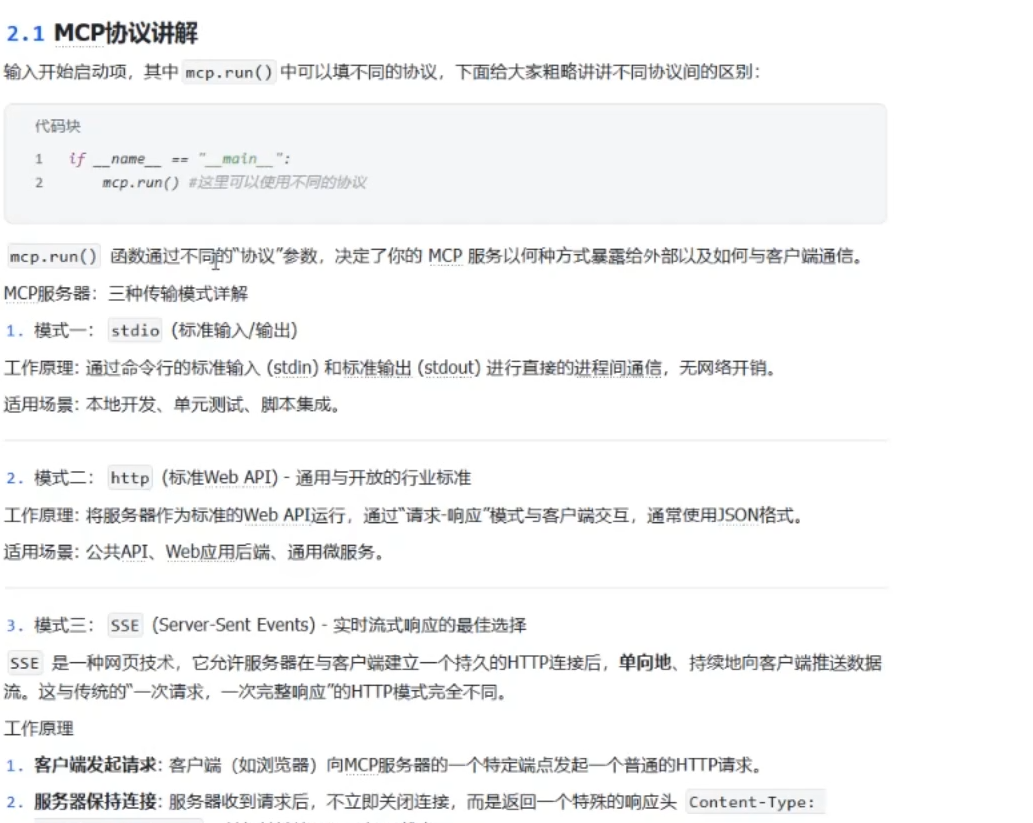 2.1 MCP协议讲解
输入开始启动项，其中 mcp.run() 中可以填不同的协议，下面给大家粗略讲讲不同协议间的区别：
代码块
1 if __name__ == "__main__":
2 mcp.run() #这里可以使用不同的协议
mcp.run() 函数通过不同的“协议”参数，决定了你的 MCP 服务以何种方式暴露给外部以及如何与客户端通信。
MCP服务器：三种传输模式详解
1. 模式一： stdio (标准输入/输出)
工作原理: 通过命令行的标准输入 (stdin) 和标准输出 (stdout) 进行直接的进程间通信，无网络开销。
适用场景: 本地开发、单元测试、脚本集成。
2. 模式二： http (标准Web API) - 通用与开放的行业标准
工作原理: 将服务器作为标准的Web API运行，通过“请求-响应”模式与客户端交互，通常使用JSON格式。
适用场景: 公共API、Web应用后端、通用微服务。
3. 模式三： SSE (Server-Sent Events) - 实时流式响应的最佳选择
SSE 是一种网页技术，它允许服务器在与客户端建立一个持久的HTTP连接后，单向地、持续地向客户端推送数据
流。这与传统的“一次请求，一次完整响应”的HTTP模式完全不同。
工作原理
1. 客户端发起请求: 客户端（如浏览器）向MCP服务器的一个特定端点发起一个普通的HTTP请求。
2. 服务器保持连接: 服务器收到请求后，不立即关闭连接，而是返回一个特殊的响应头 Content-Type: